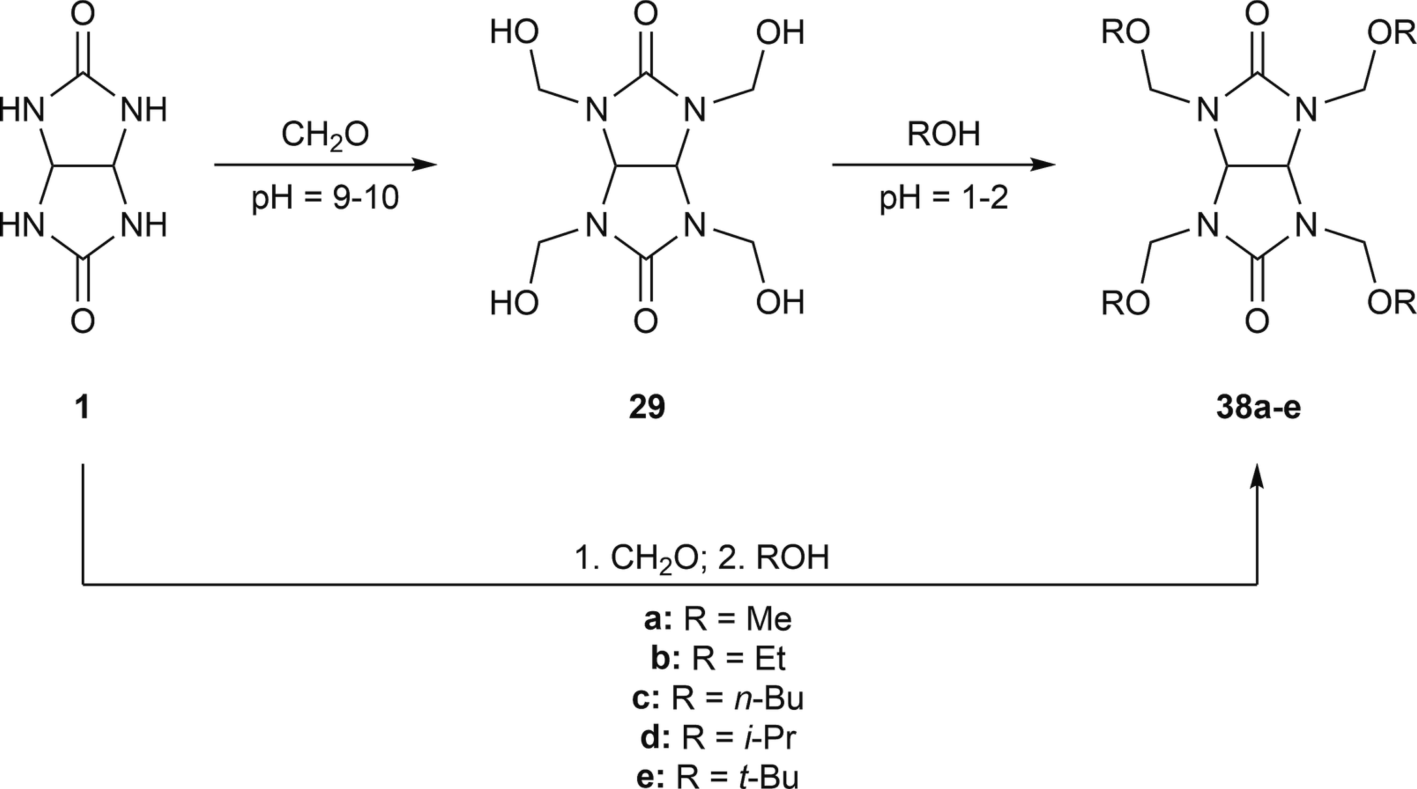 O HO O OH RO O OR
HN NH N N N N
CH₂O ROH
pH = 9-10 pH = 1-2
HN NH N N N N
O HO O OH RO O OR
1 29 38a-e
1. CH₂O; 2. ROH
a: R = Me
b: R = Et
c: R = n-Bu
d: R = i-Pr
e: R = t-Bu